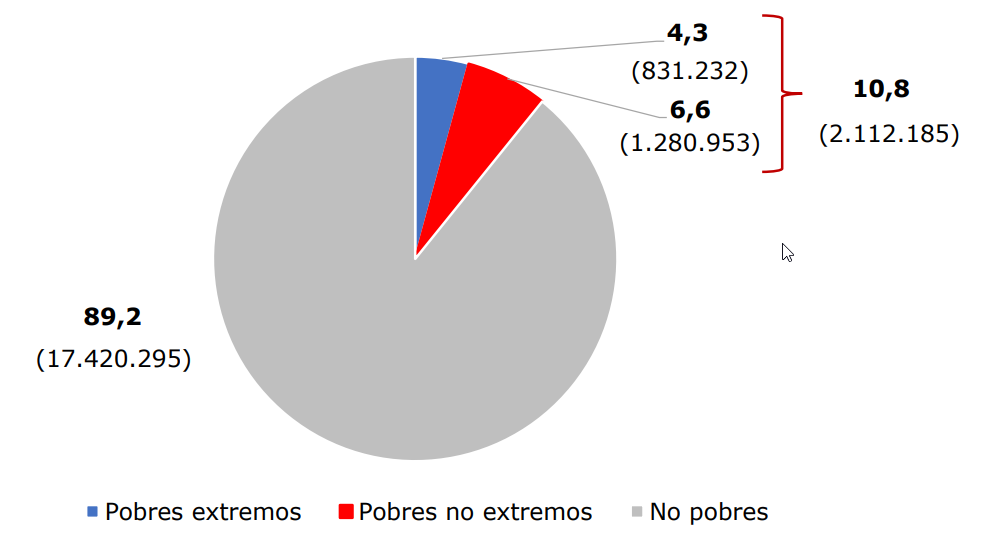 4,3
(831.232)
6,6
(1.280.953)
10,8
(2.112.185)
89,2
(17.420.295)
Pobres extremos
Pobres no extremos
No pobres